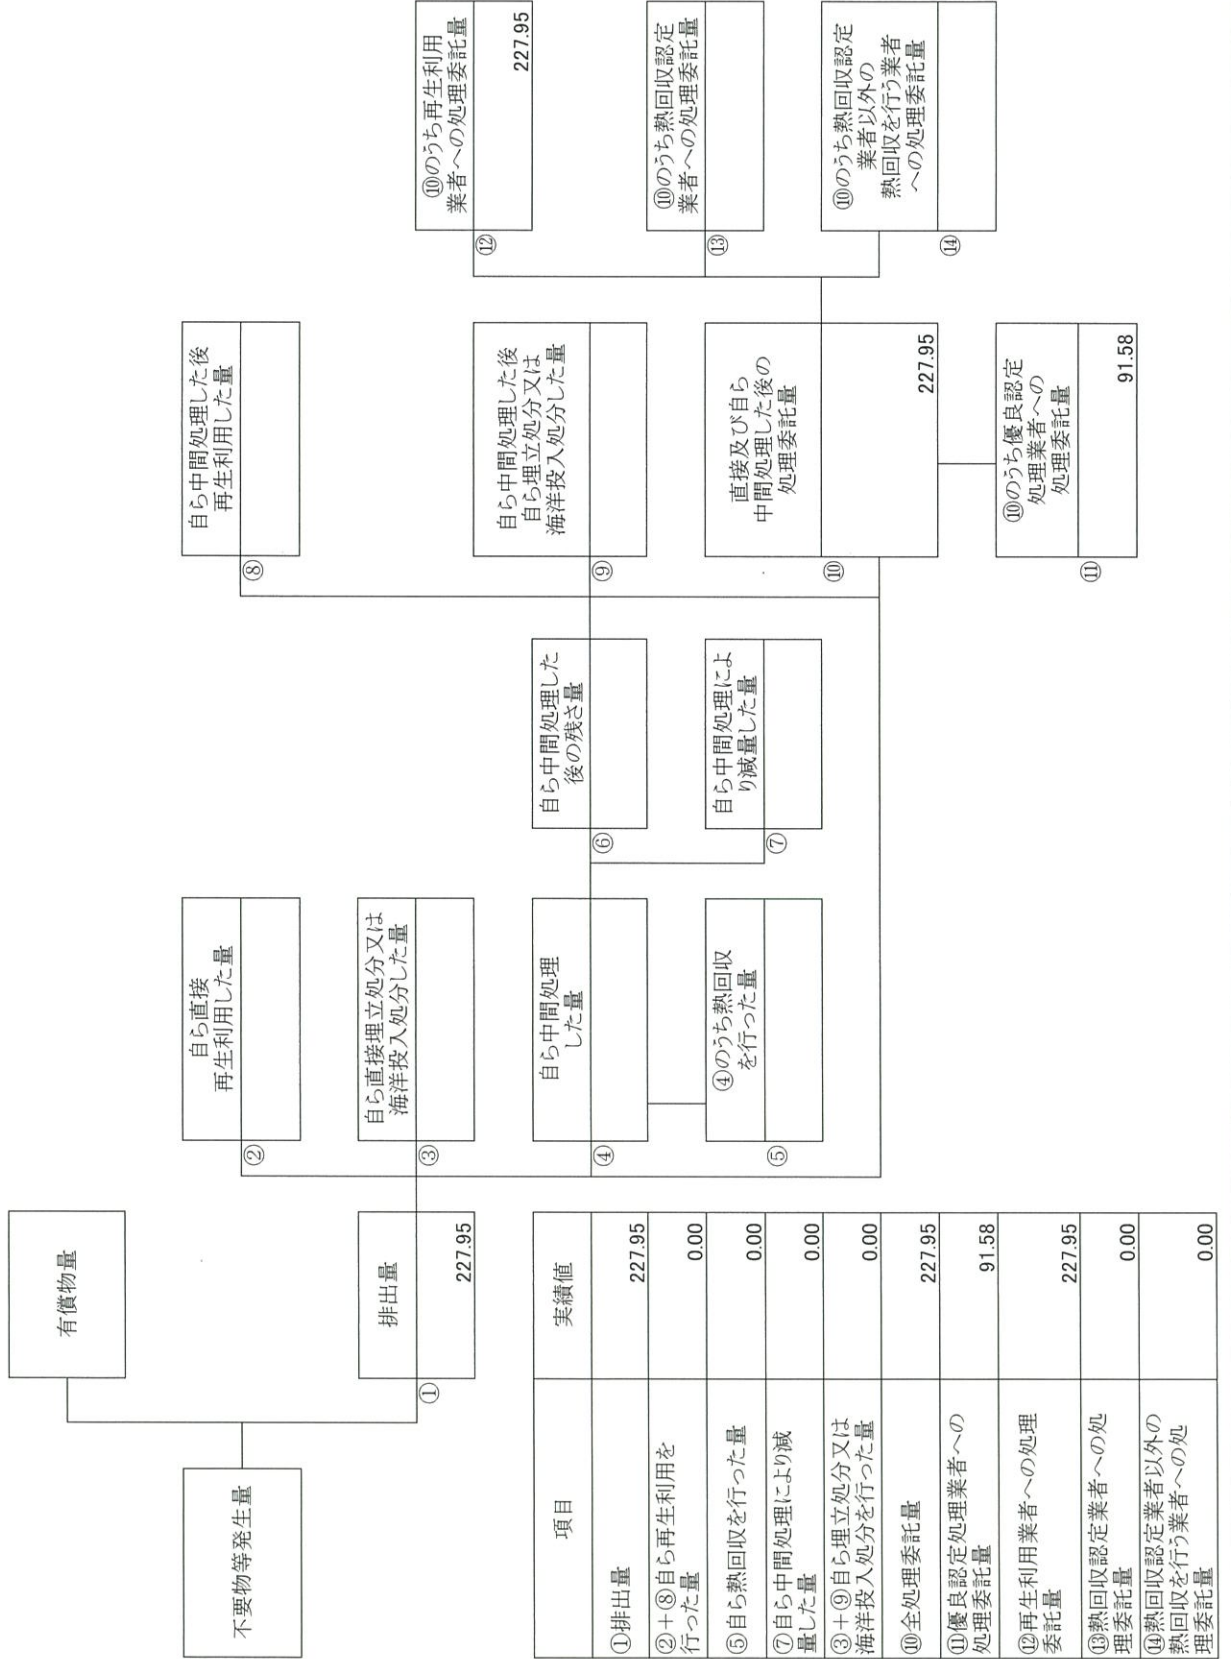 不要物等発生量
有償物量
排出量
①
227.95
自ら直接
再生利用した量
②
自ら直接埋立処分又は
海洋投入処分した量
③
自ら中間処理
した量
④
④のうち熱回収
を行った量
⑤
自ら中間処理した
後の残さ量
⑥
自ら中間処理によ
り減量した量
⑦
自ら中間処理した後
再生利用した量
⑧
自ら中間処理した後
自ら埋立処分又は
海洋投入処分した量
⑨
直接及び自ら
中間処理した後の
処理委託量
⑩
227.95
⑩のうち優良認定
処理業者への
処理委託量
⑪
91.58
⑩のうち再生利用
業者への処理委託量
⑫
227.95
⑩のうち熱回収認定
業者への処理委託量
⑬
⑩のうち熱回収認定
業者以外の
熱回収を行う業者
への処理委託量
⑭
項目 実績値
①排出量 227.95
②+⑧自ら再生利用を
行った量 0.00
⑤自ら熱回収を行った量 0.00
⑦自ら中間処理により減
量した量 0.00
③+⑨自ら埋立処分又は
海洋投入処分を行った量 0.00
⑩全処理委託量 227.95
⑪優良認定処理業者への
処理委託量 91.58
⑫再生利用業者への処理
委託量 227.95
⑬熱回収認定業者への処
理委託量 0.00
⑭熱回収認定業者以外の
熱回収を行う業者への処
理委託量 0.00